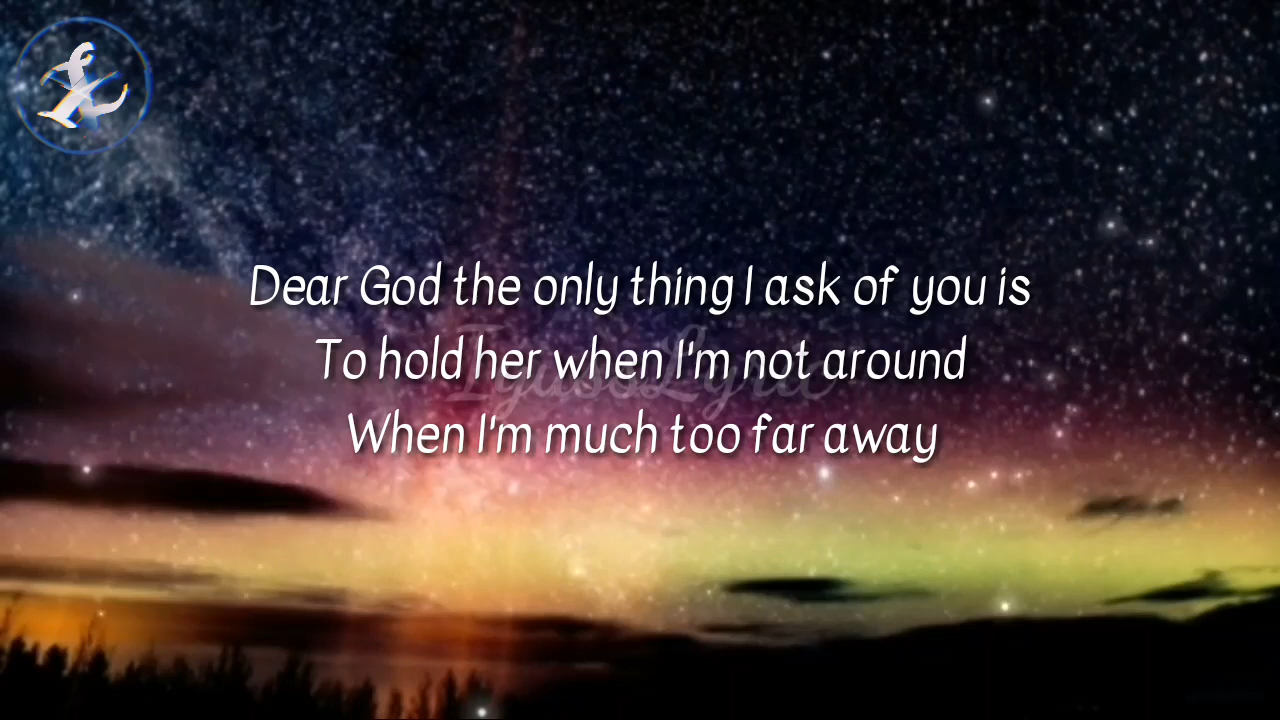 Dear God the only thing I ask of you is
To hold her when I'm not around
When I'm much too far away